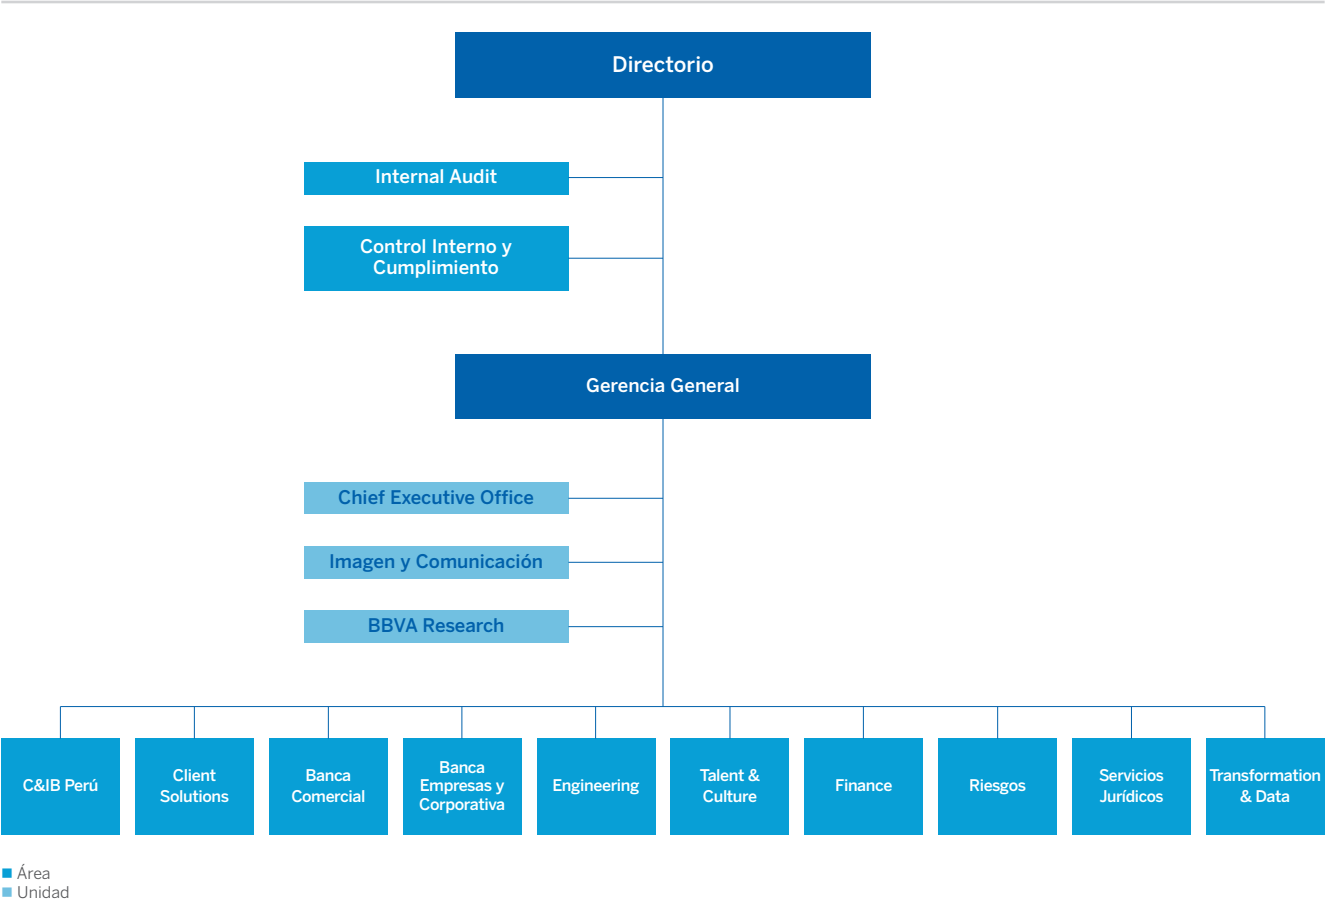 Directorio
Internal Audit
Control Interno y
Cumplimiento
Gerencia General
Chief Executive Office
Imagen y Comunicación
BBVA Research
C&IB Perú
Client
Solutions
Banca
Comercial
Banca
Empresas y
Corporativa
Engineering
Talent &
Culture
Finance
Riesgos
Servicios
Jurídicos
Transformation
& Data
Área
Unidad